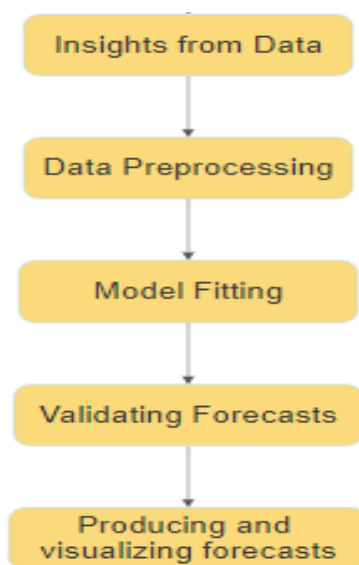 Insights from Data
Data Preprocessing
Model Fitting
Validating Forecasts
Producing and
visualizing forecasts